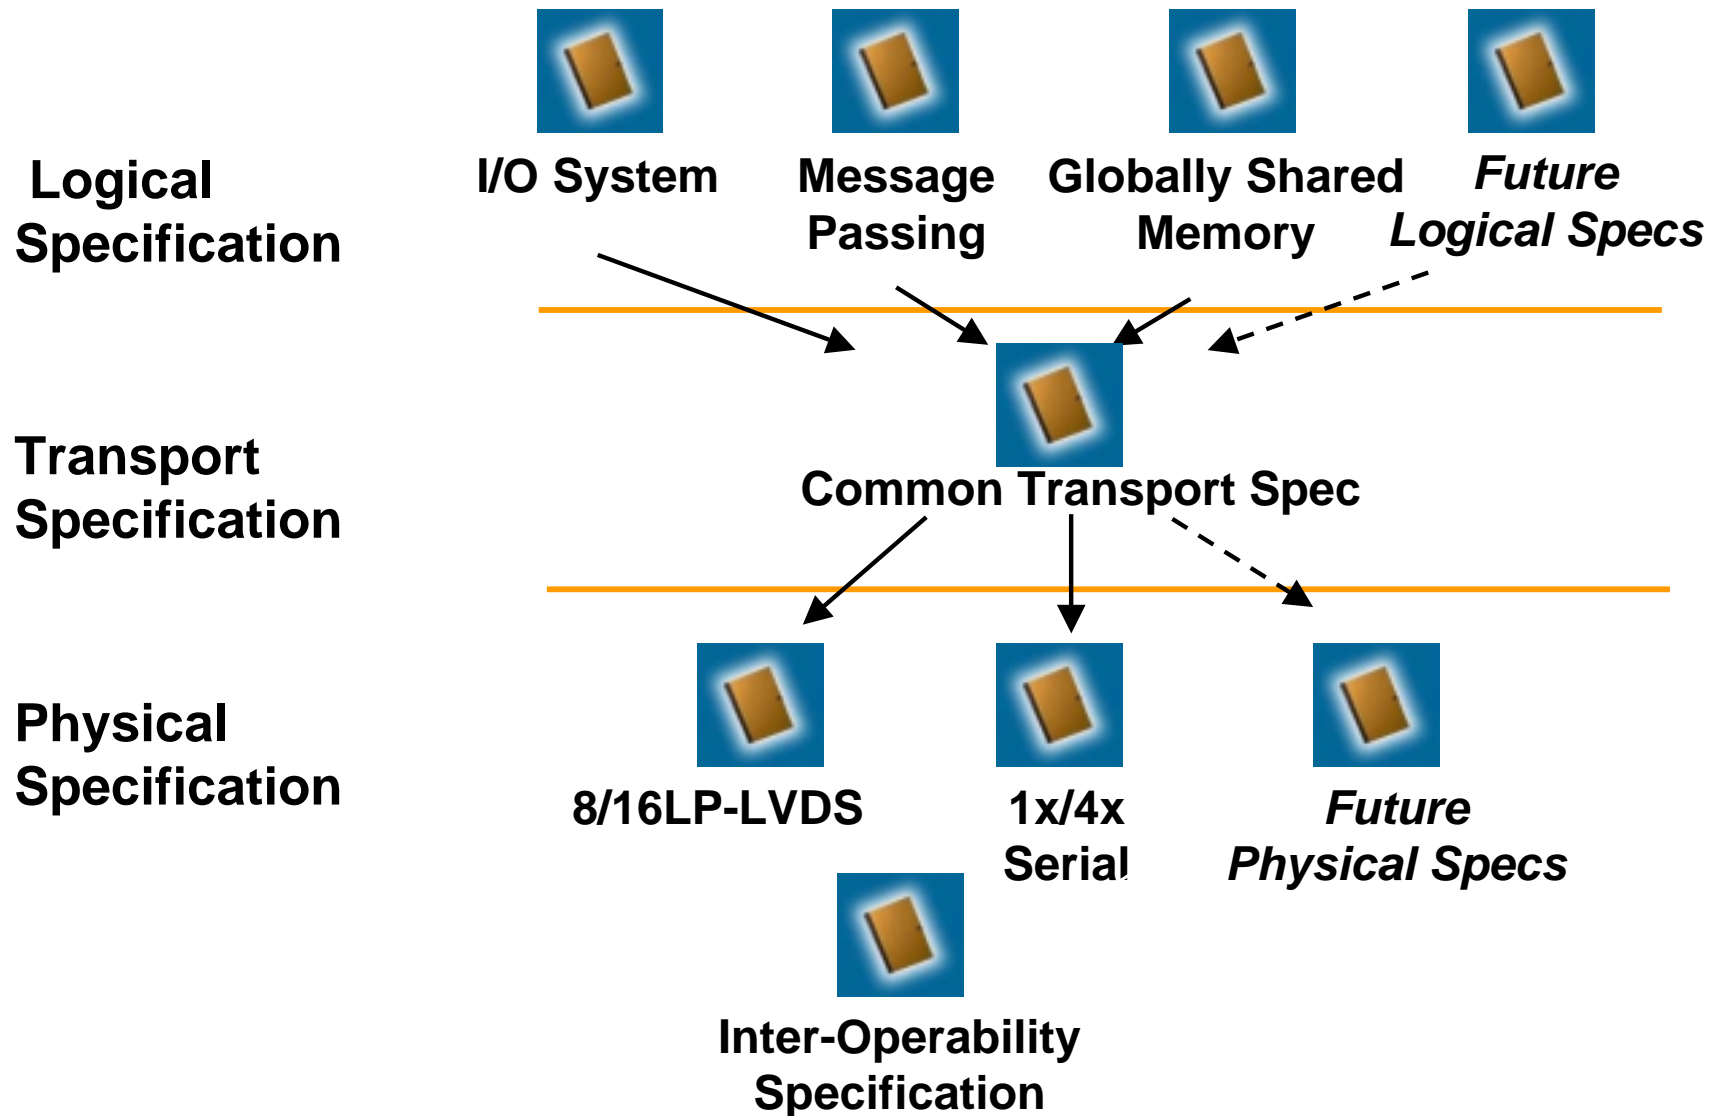 Logical
Specification
I/O System
Message
Passing
Globally Shared
Memory
Future
Logical Specs
Transport
Specification
Common Transport Spec
Physical
Specification
8/16LP-LVDS
1x/4x
Serial
Future
Physical Specs
Inter-Operability
Specification